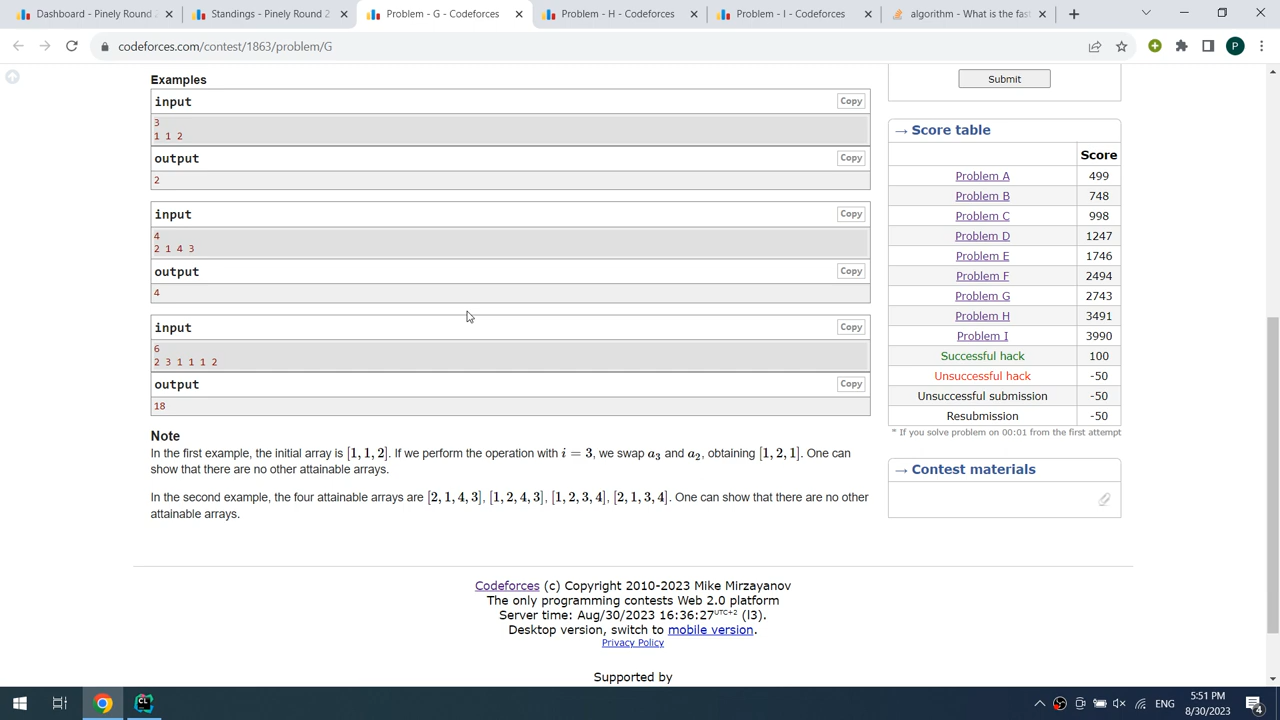 Dashboard - Pinely Round 2
Standings - Pinely Round 2
Problem - G - Codeforces
Problem - H - Codeforces
Problem - I - Codeforces
algorithm - What is the fast
codeforces.com/contest/1863/problem/G
P
Examples
input
Copy
3
1 1 2
output
Copy
2
input
Copy
4
2 1 4 3
output
Copy
4
input
Copy
6
2 3 1 1 1 2
output
Copy
18
Note
In the first example, the initial array is [1, 1, 2]. If we perform the operation with i = 3, we swap a₃ and a₂, obtaining [1, 2, 1]. One can
show that there are no other attainable arrays.
In the second example, the four attainable arrays are [2, 1, 4, 3], [1, 2, 4, 3], [1, 2, 3, 4], [2, 1, 3, 4]. One can show that there are no other
attainable arrays.
Submit
→ Score table
Score
Problem A 499
Problem B 748
Problem C 998
Problem D 1247
Problem E 1746
Problem F 2494
Problem G 2743
Problem H 3491
Problem I 3990
Successful hack 100
Unsuccessful hack -50
Unsuccessful submission -50
Resubmission -50
* If you solve problem on 00:01 from the first attempt
→ Contest materials
Codeforces (c) Copyright 2010-2023 Mike Mirzayanov
The only programming contests Web 2.0 platform
Server time: Aug/30/2023 16:36:27 UTC+2 (l3).
Desktop version, switch to mobile version.
Privacy Policy
Supported by
CL
ENG
5:51 PM
8/30/2023
4